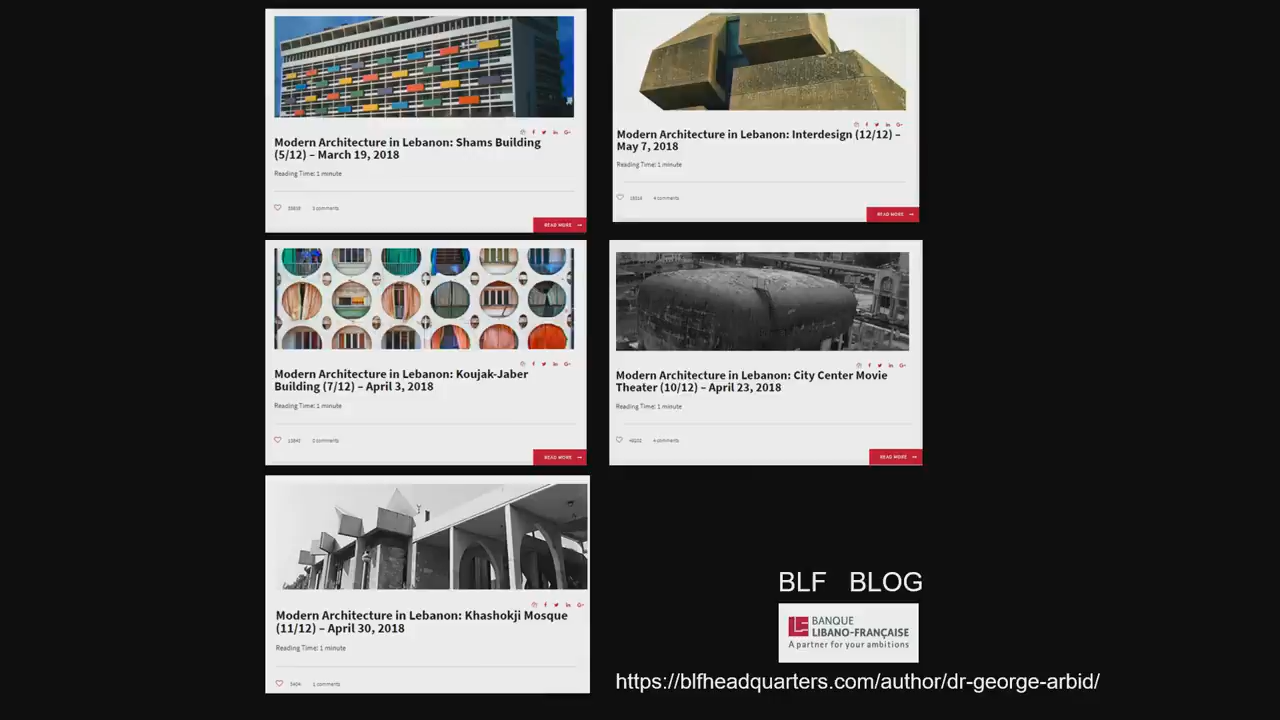 Modern Architecture in Lebanon: Shams Building
(5/12) – March 19, 2018
Reading Time: 1 minute
3 comments
READ MORE
Modern Architecture in Lebanon: Interdesign (12/12) –
May 7, 2018
Reading Time: 1 minute
4 comments
READ MORE
Modern Architecture in Lebanon: Koujak-Jaber
Building (7/12) – April 3, 2018
Reading Time: 1 minute
comments
READ MORE
Modern Architecture in Lebanon: City Center Movie
Theater (10/12) – April 23, 2018
Reading Time: 1 minute
comments
READ MORE
Modern Architecture in Lebanon: Khashokji Mosque
(11/12) – April 30, 2018
Reading Time: 1 minute
comments
BLF BLOG
BANQUE
LIBANO-FRANÇAISE
A partner for your ambitions
https://blfheadquarters.com/author/dr-george-arbid/